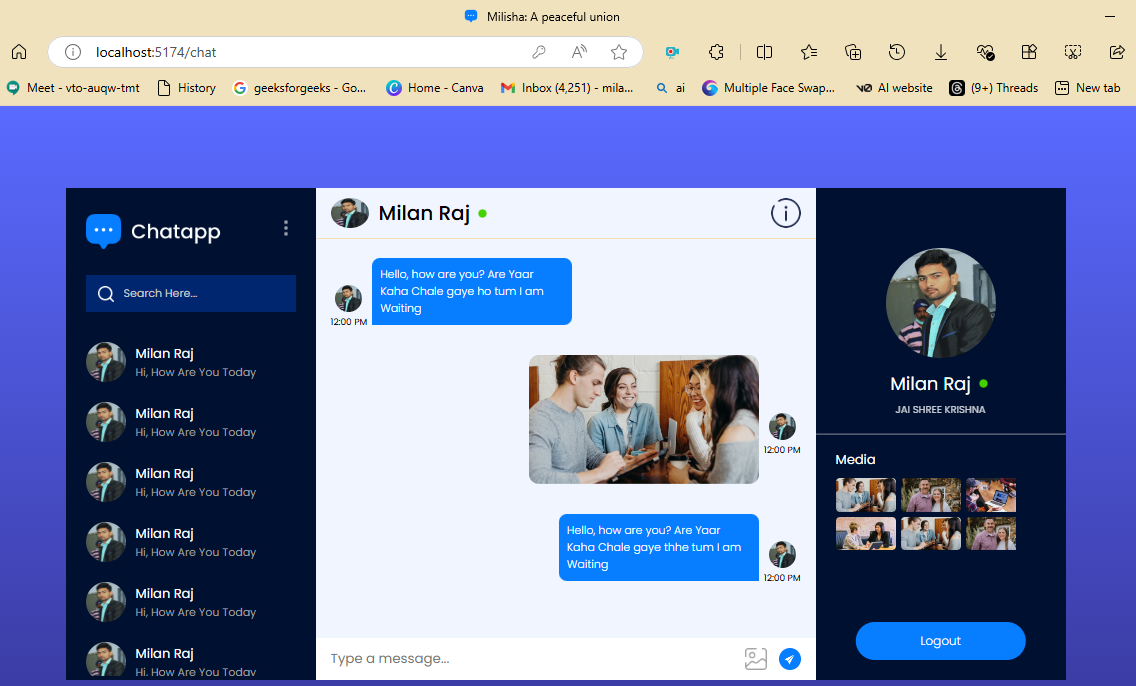 Milisha: A peaceful union
localhost:5174/chat
Meet - vto-auqw-tmt
History
geeksforgeeks - Go...
Home - Canva
Inbox (4,251) - mila...
ai
Multiple Face Swap...
AI website
(9+) Threads
New tab
Chatapp
Search Here...
Milan Raj
Hi, How Are You Today
Milan Raj
Hi, How Are You Today
Milan Raj
Hi, How Are You Today
Milan Raj
Hi, How Are You Today
Milan Raj
Hi, How Are You Today
Milan Raj
Hi, How Are You Today
Milan Raj
Hello, how are you? Are Yaar
Kaha Chale gaye ho tum I am
Waiting
12:00 PM
12:00 PM
Hello, how are you? Are Yaar
Kaha Chale gaye thhe tum I am
Waiting
12:00 PM
Type a message...
Milan Raj
JAI SHREE KRISHNA
Media
Logout